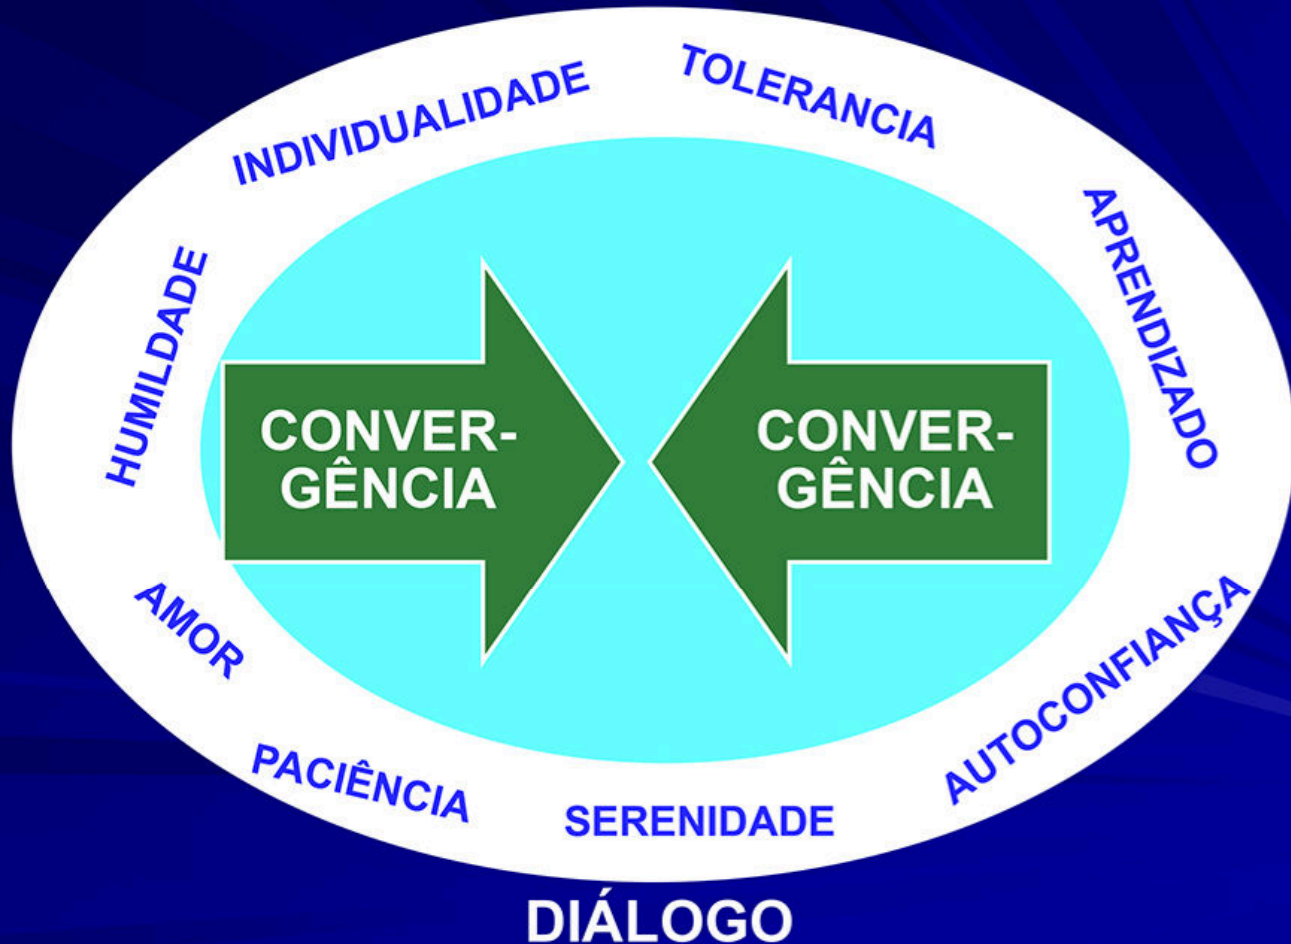 INDIVIDUALIDADE
TOLERANCIA
APRENDIZADO
HUMILDADE
CONVER-
GÊNCIA
CONVER-
GÊNCIA
AMOR
AUTOCONFIANÇA
PACIÊNCIA
SERENIDADE
DIÁLOGO